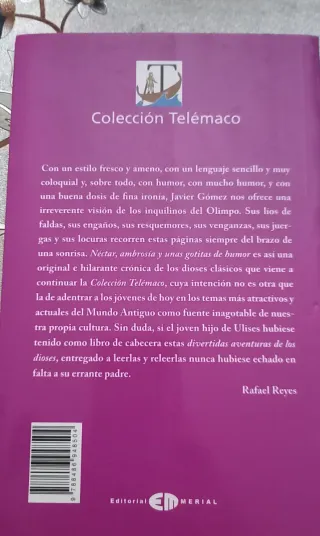 T
Colección Telémaco
Con un estilo fresco y ameno, con un lenguaje sencillo y muy
coloquial y, sobre todo, con humor, con mucho humor, y con
una buena dosis de fina ironía, Javier Gómez nos ofrece una
irreverente visión de los inquilinos del Olimpo. Sus líos de
faldas, sus engaños, sus resquemores, sus venganzas, sus juer-
gas y sus locuras recorren estas páginas siempre del brazo de
una sonrisa. Nectar, ambrosía y unas gotitas de humor es así una
original e hilarante crónica de los dioses clásicos que viene a
continuar la Colección Telémaco, cuya intención no es otra que
la de adentrar a los jóvenes de hoy en los temas más atractivos y
actuales del Mundo Antiguo como fuente inagotable de nues-
tra propia cultura. Sin duda, si el joven hijo de Ulises hubiese
tenido como libro de cabecera estas divertidas aventuras de los
dioses, entregado a leerlas y releerlas nunca hubiese echado en
falta a su errante padre.
Rafael Reyes
9 788486 948504
Editorial EM MERIAL